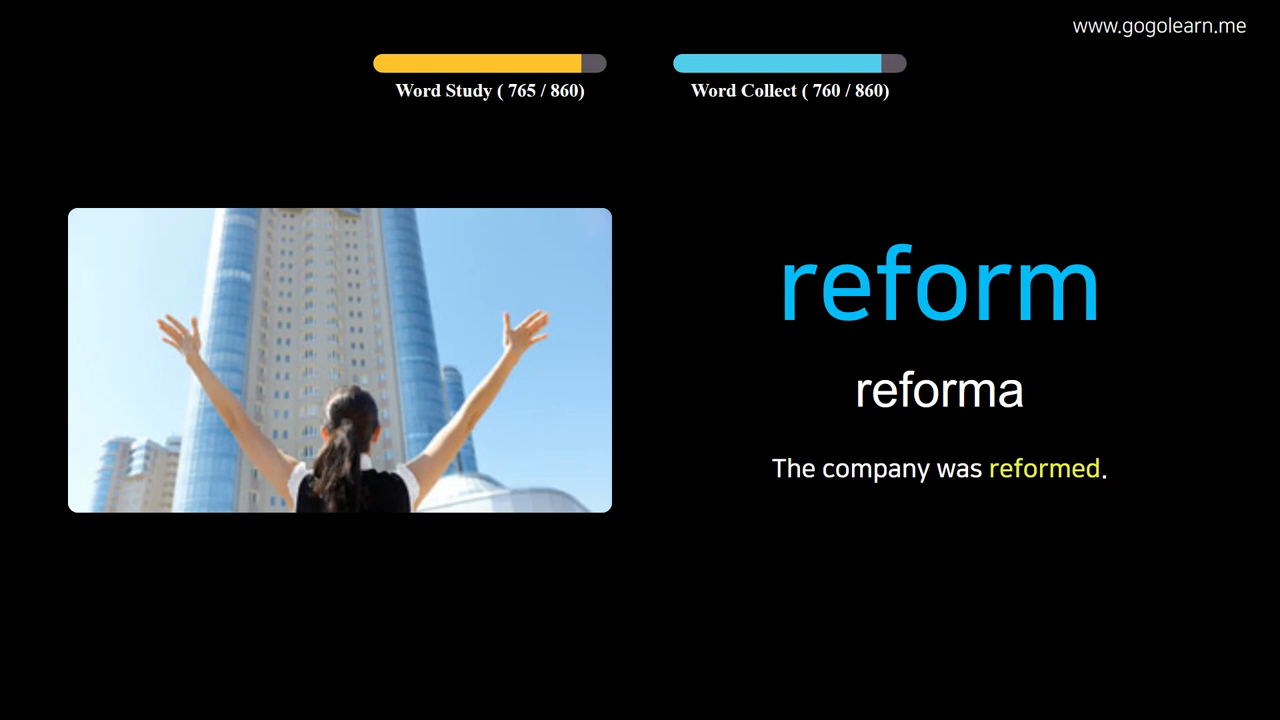 www.gogolearn.me
Word Study ( 765 / 860)
Word Collect ( 760 / 860)
reform
reforma
The company was reformed.